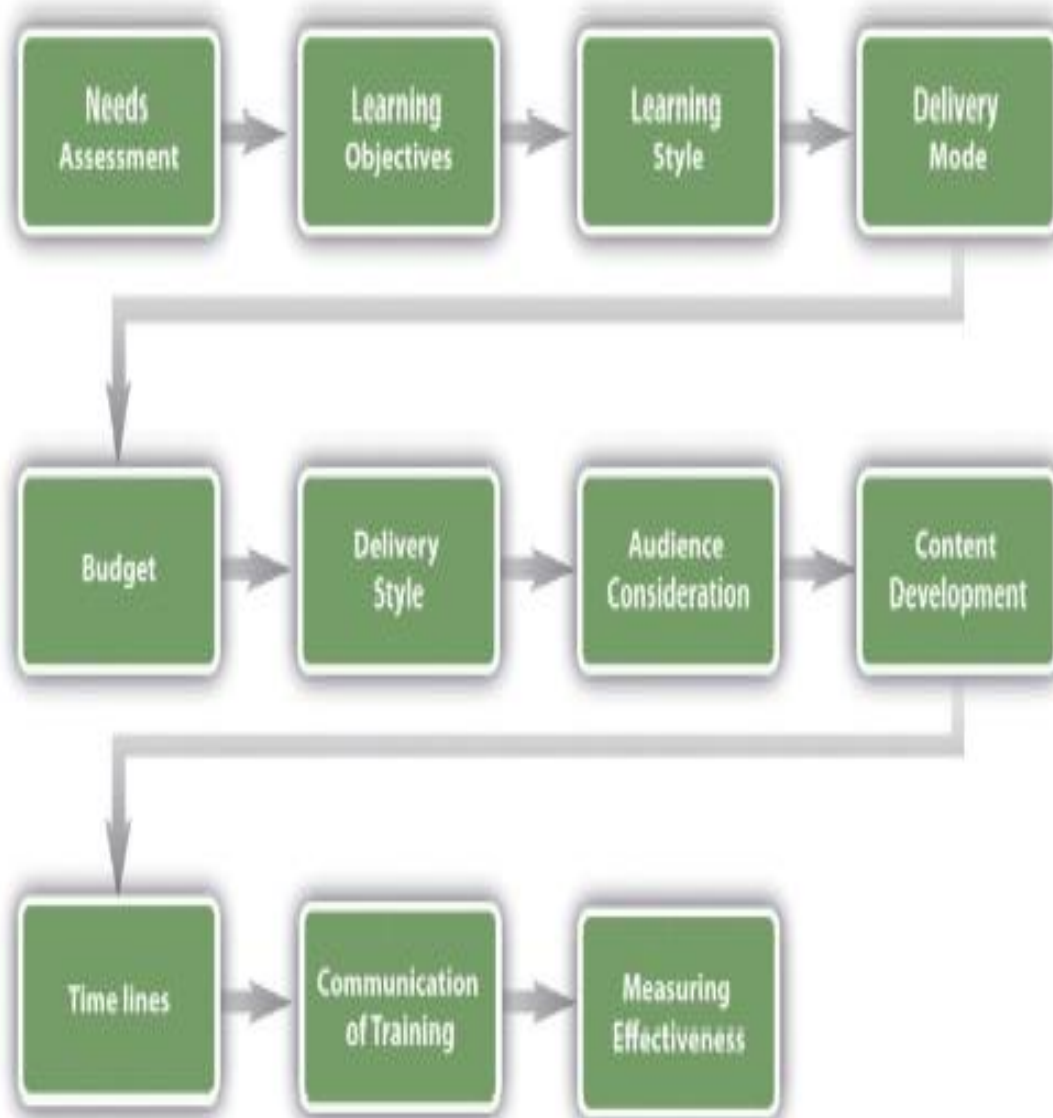 Needs
Assessment
Learning
Objectives
Learning
Style
Delivery
Mode
Budget
Delivery
Style
Audience
Consideration
Content
Development
Time lines
Communication
of Training
Measuring
Effectiveness